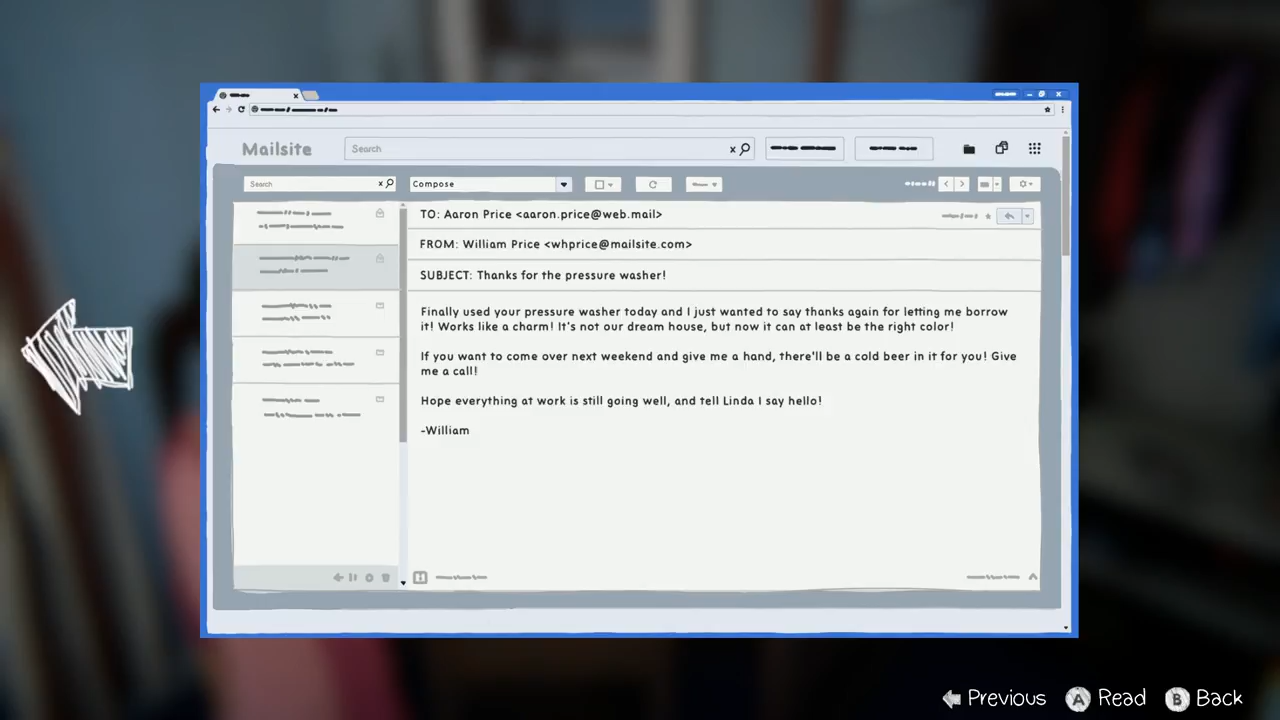 Mailsite
Search
x
Search
x
Compose
TO: Aaron Price <aaron.price@web.mail>
FROM: William Price <whprice@mailsite.com>
SUBJECT: Thanks for the pressure washer!
Finally used your pressure washer today and I just wanted to say thanks again for letting me borrow
it! Works like a charm! It's not our dream house, but now it can at least be the right color!
If you want to come over next weekend and give me a hand, there'll be a cold beer in it for you! Give
me a call!
Hope everything at work is still going well, and tell Linda I say hello!
-William
Previous A Read B Back